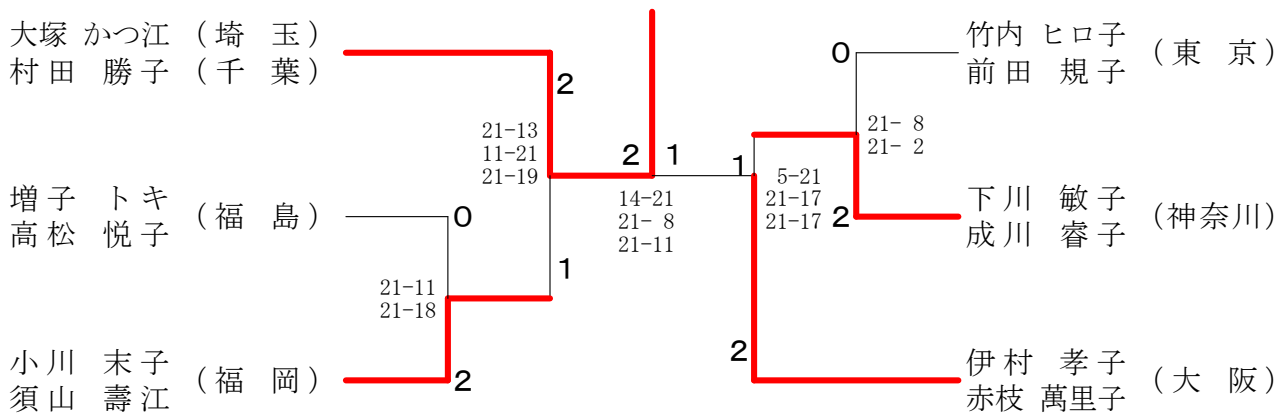 大塚 かつ江 (埼 玉)
村田 勝子 (千 葉)
2
21-13
11-21
21-19
増子 トキ
高松 悦子
(福 島)
0
21-11
21-18
1
小川 末子
須山 壽江
(福 岡)
2
2
1
14-21
21- 8
21-11
竹内 ヒロ子
前田 規子
(東 京)
0
21- 8
21- 2
1
5-21
21-17
21-17
2
下川 敏子
成川 睿子
(神奈川)
2
伊村 孝子
赤枝 萬里子
(大 阪)